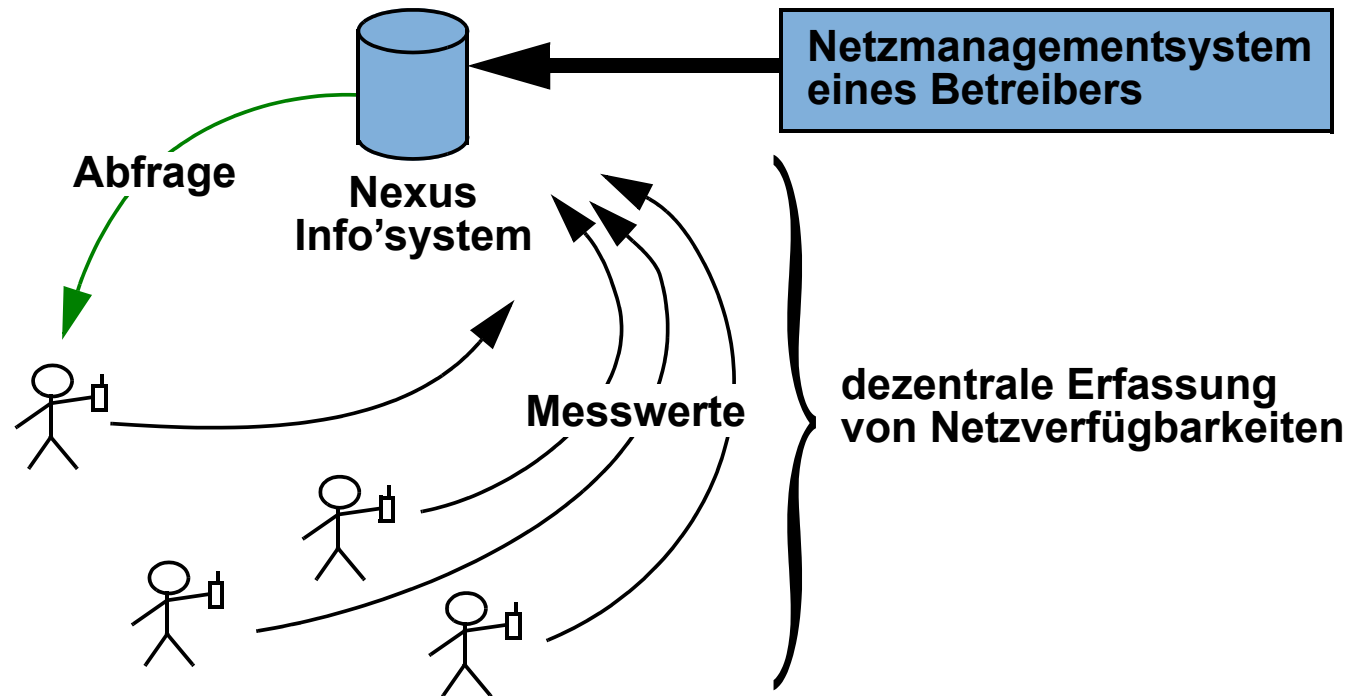 Netzmanagementsystem
eines Betreibers
Abfrage
Nexus
Info’system
dezentrale Erfassung
von Netzverfügbarkeiten
Messwerte